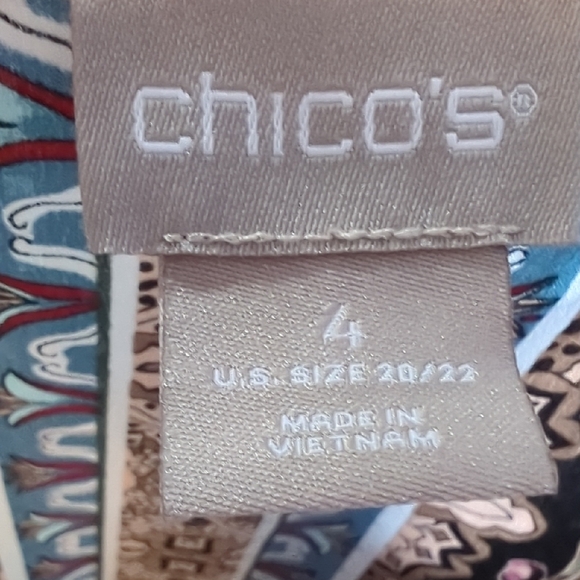 chico's®
4
U.S. SIZE 20/22
MADE IN
VIETNAM